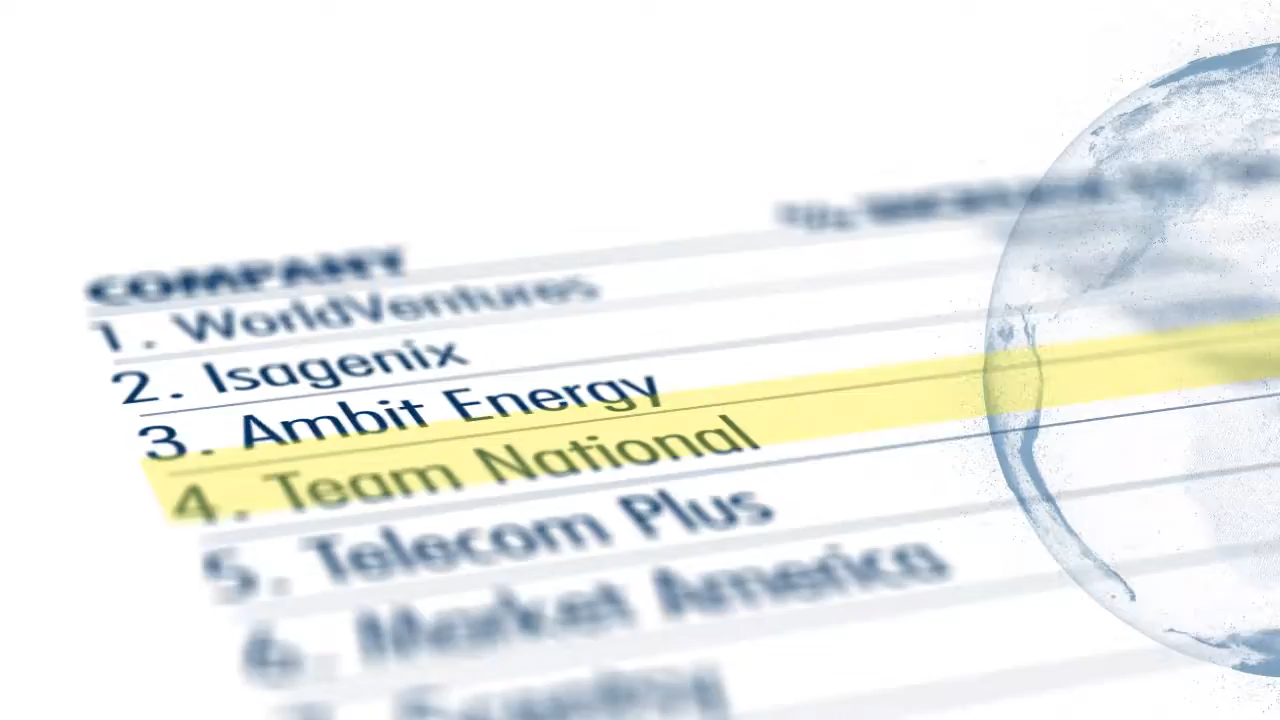 COMPANY
1. WorldVentures
2. Isagenix
3. Ambit Energy
4. Team National
5. Telecom Plus
6. Market America